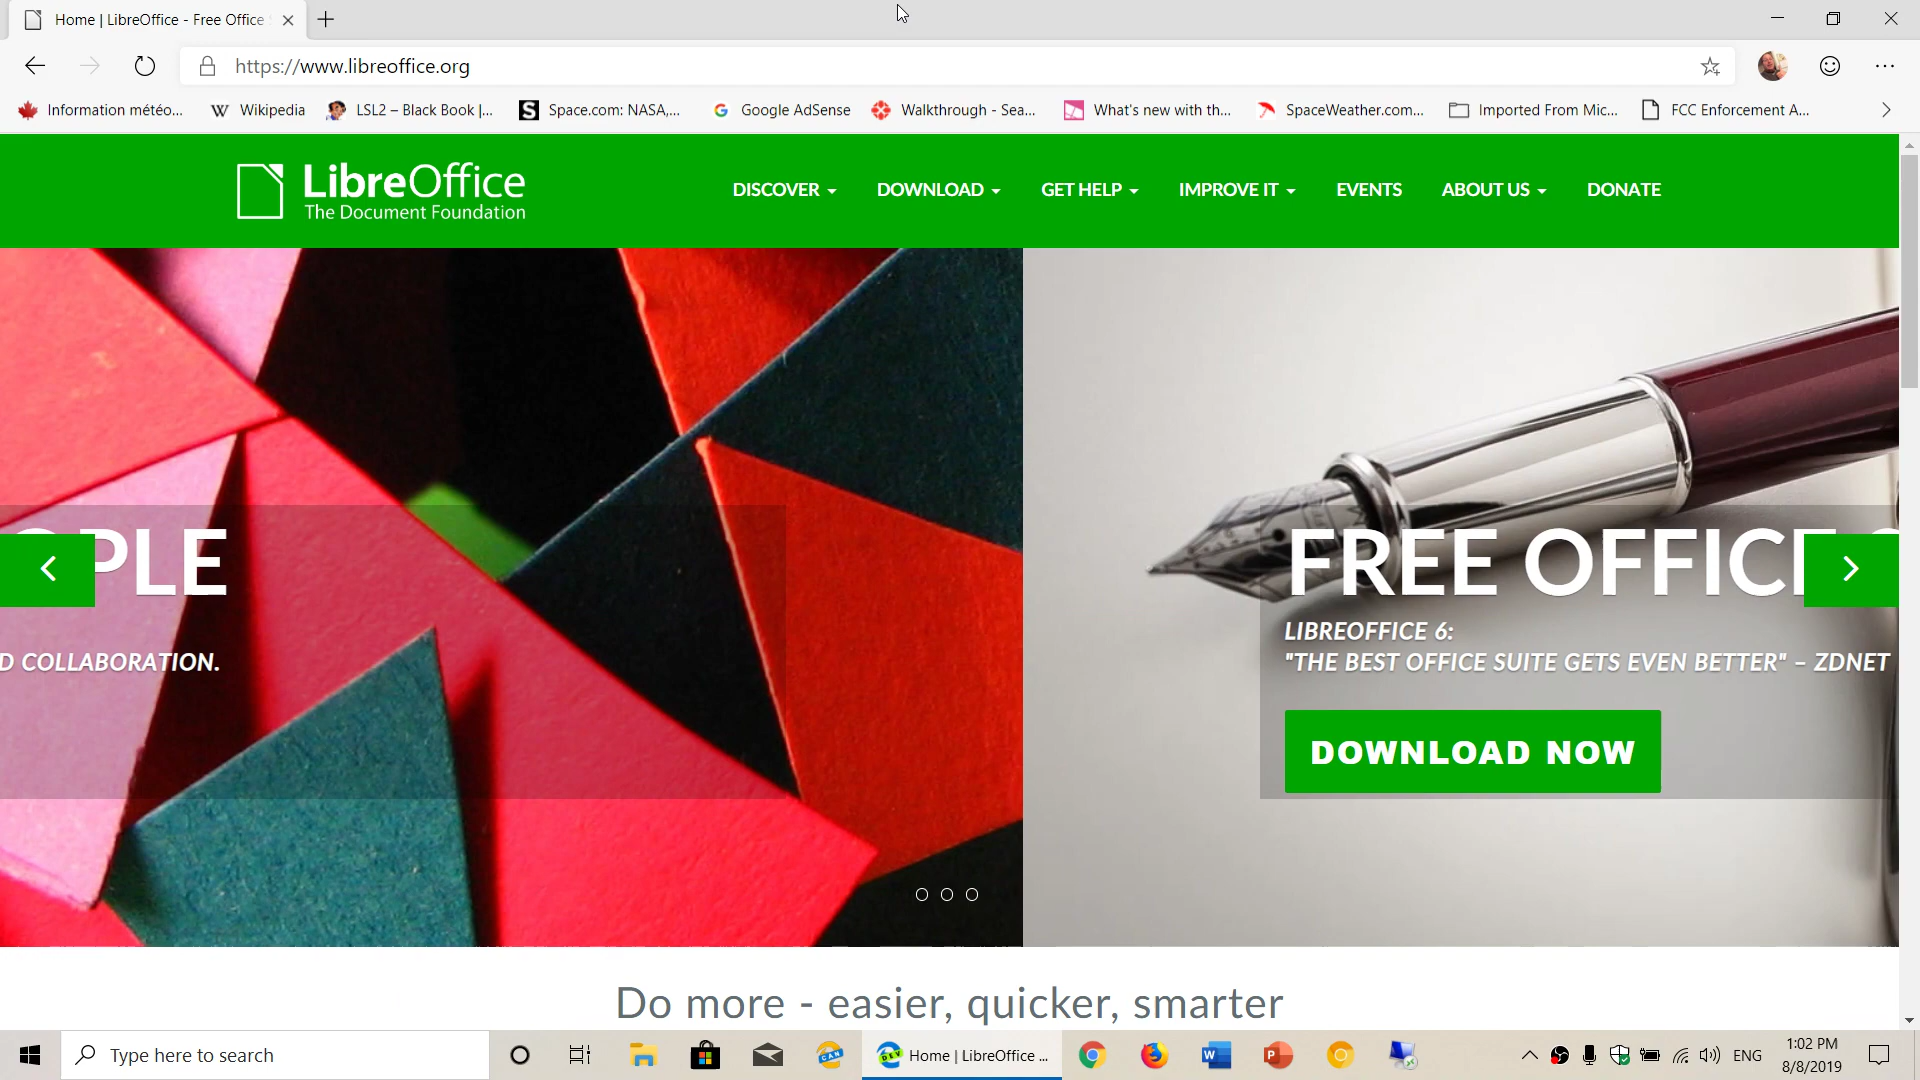 Home | LibreOffice - Free Office
https://www.libreoffice.org
Information météo...
Wikipedia
LSL2 – Black Book |...
Space.com: NASA,...
Google AdSense
Walkthrough - Sea...
What's new with th...
SpaceWeather.com...
Imported From Mic...
FCC Enforcement A...
LibreOffice
The Document Foundation
DISCOVER
DOWNLOAD
GET HELP
IMPROVE IT
EVENTS
ABOUT US
DONATE
PLE
D COLLABORATION.
FREE OFFIC
LIBREOFFICE 6:
"THE BEST OFFICE SUITE GETS EVEN BETTER" – ZDNET
DOWNLOAD NOW
Do more - easier, quicker, smarter
Type here to search
Home | LibreOffice ...
ENG
1:02 PM
8/8/2019